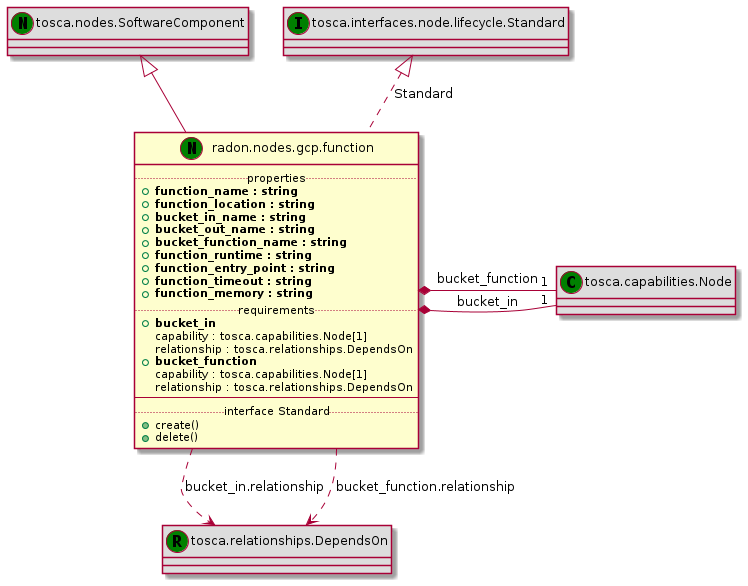 N tosca.nodes.SoftwareComponent
I tosca.interfaces.node.lifecycle.Standard
Standard
N radon.nodes.gcp.function
properties
function_name : string
function_location : string
bucket_in_name : string
bucket_out_name : string
bucket_function_name : string
function_runtime : string
function_entry_point : string
function_timeout : string
function_memory : string
requirements
bucket_in
capability : tosca.capabilities.Node[1]
relationship : tosca.relationships.DependsOn
bucket_function
capability : tosca.capabilities.Node[1]
relationship : tosca.relationships.DependsOn
interface Standard
create()
delete()
bucket_function 1
bucket_in 1
C tosca.capabilities.Node
bucket_in.relationship
bucket_function.relationship
R tosca.relationships.DependsOn